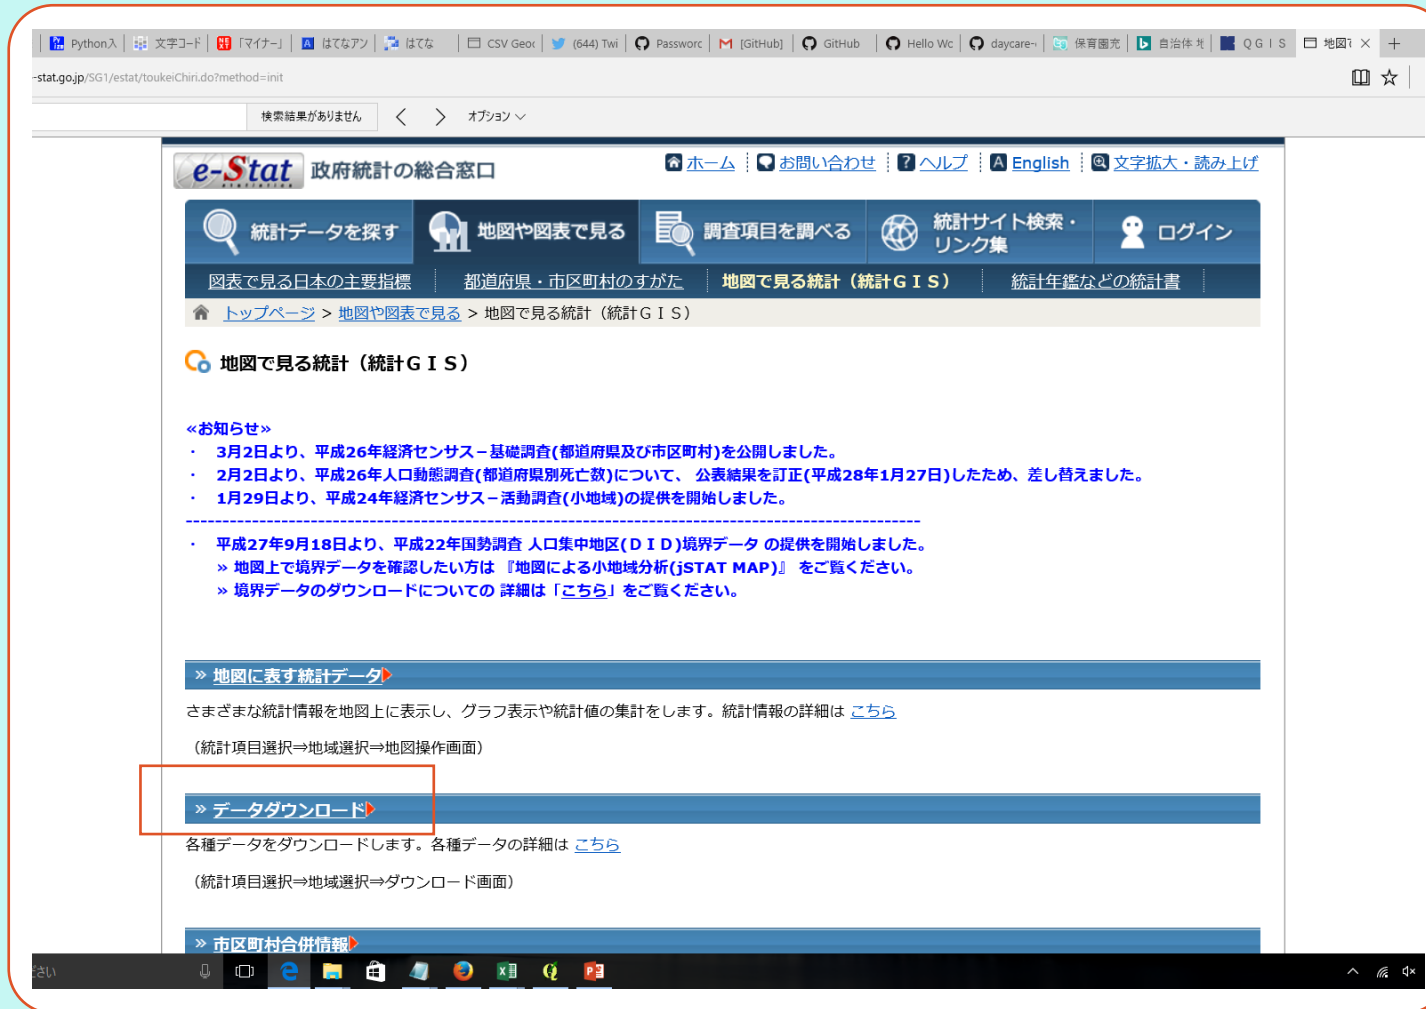 Python入 文字コード 「マイナー」 はてなアン はてな CSV Geoc (644) Twi Passworc [GitHub] GitHub Hello Wc daycare- 保育園充 自治体 地 ＱＧＩＳ 地図で
-stat.go.jp/SG1/estat/toukeiChiri.do?method=init
検索結果がありません オプション
e-Stat 政府統計の総合窓口 ホーム お問い合わせ ヘルプ English 文字拡大・読み上げ
統計データを探す 地図や図表で見る 調査項目を調べる 統計サイト検索・
リンク集 ログイン
図表で見る日本の主要指標 都道府県・市区町村のすがた 地図で見る統計（統計ＧＩＳ） 統計年鑑などの統計書
トップページ > 地図や図表で見る > 地図で見る統計（統計ＧＩＳ）
地図で見る統計（統計ＧＩＳ）
≪お知らせ≫
・ 3月2日より、平成26年経済センサス－基礎調査(都道府県及び市区町村)を公開しました。
・ 2月2日より、平成26年人口動態調査(都道府県別死亡数)について、 公表結果を訂正(平成28年1月27日)したため、差し替えました。
・ 1月29日より、平成24年経済センサス－活動調査(小地域)の提供を開始しました。
--------------------------------------------------------------------------------
・ 平成27年9月18日より、平成22年国勢調査 人口集中地区(ＤＩＤ)境界データ の提供を開始しました。
» 地図上で境界データを確認したい方は 『地図による小地域分析(jSTAT MAP)』 をご覧ください。
» 境界データのダウンロードについての 詳細は「こちら」をご覧ください。
» 地図に表す統計データ
さまざまな統計情報を地図上に表示し、グラフ表示や統計値の集計をします。統計情報の詳細は こちら
（統計項目選択⇒地域選択⇒地図操作画面）
» データダウンロード
各種データをダウンロードします。各種データの詳細は こちら
（統計項目選択⇒地域選択⇒ダウンロード画面）
» 市区町村合併情報
ださい